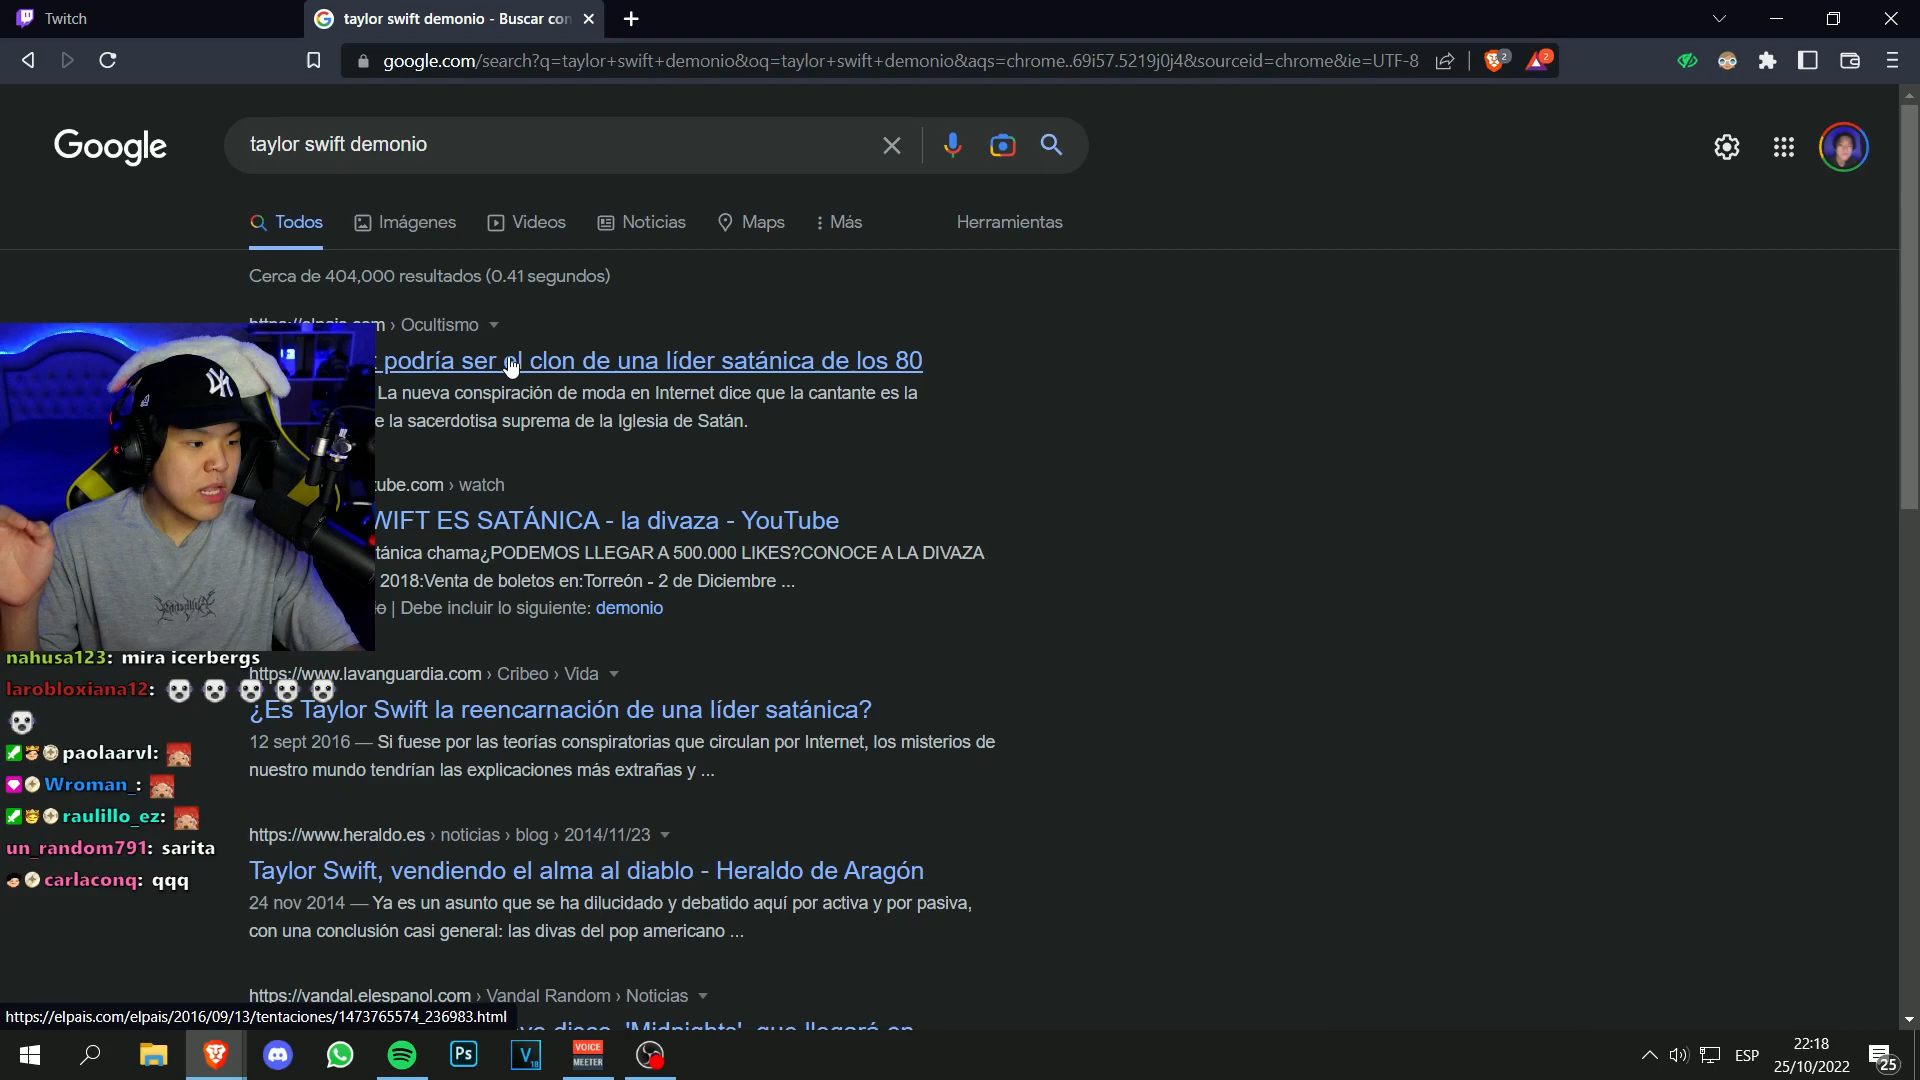 Twitch
taylor swift demonio - Buscar con
google.com/search?q=taylor+swift+demonio&oq=taylor+swift+demonio&aqs=chrome..69i57.5219j0j4&sourceid=chrome&ie=UTF-8
2
2
Google
taylor swift demonio
Todos
Imágenes
Videos
Noticias
Maps
Más
Herramientas
Cerca de 404,000 resultados (0.41 segundos)
› Ocultismo
podría ser el clon de una líder satánica de los 80
La nueva conspiración de moda en Internet dice que la cantante es la
e la sacerdotisa suprema de la Iglesia de Satán.
tube.com › watch
WIFT ES SATÁNICA - la divaza - YouTube
tánica chama¿PODEMOS LLEGAR A 500.000 LIKES?CONOCE A LA DIVAZA
2018:Venta de boletos en:Torreón - 2 de Diciembre ...
| Debe incluir lo siguiente: demonio
nahusa123: mira icerbergs
https://www.lavanguardia.com › Cribeo › Vida
larobloxiana12:
¿Es Taylor Swift la reencarnación de una líder satánica?
12 sept 2016 — Si fuese por las teorías conspiratorias que circulan por Internet, los misterios de
nuestro mundo tendrían las explicaciones más extrañas y ...
paolaarvl:
Wroman_:
raulillo_ez:
un_random791: sarita
carlaconq: qqq
https://www.heraldo.es › noticias › blog › 2014/11/23
Taylor Swift, vendiendo el alma al diablo - Heraldo de Aragón
24 nov 2014 — Ya es un asunto que se ha dilucidado y debatido aquí por activa y por pasiva,
con una conclusión casi general: las divas del pop americano ...
https://vandal.elespanol.com › Vandal Random › Noticias
disco, 'Midnights', que llegará en
https://elpais.com/elpais/2016/09/13/tentaciones/1473765574_236983.html
Ps
V
18
VOICE
MEETER
ESP
22:18
25/10/2022
25